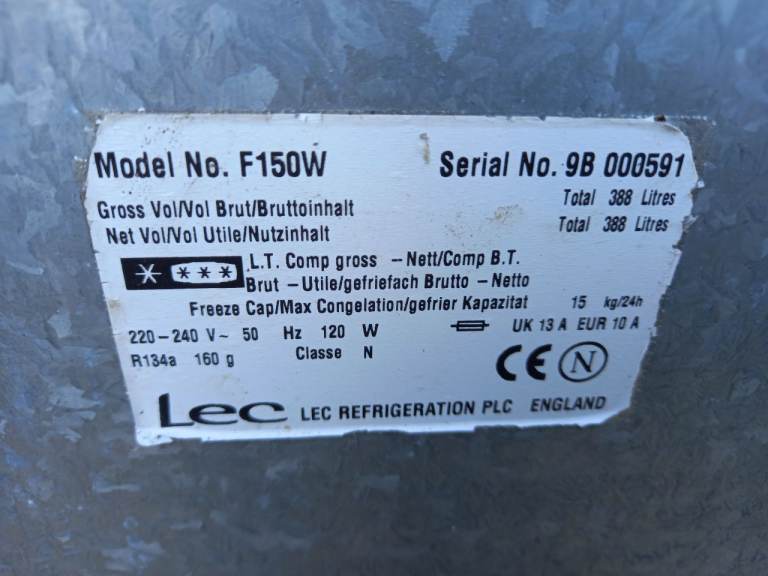 Model No. F150W Serial No. 9B 000591
Gross Vol/Vol Brut/Bruttoinhalt Total 388 Litres
Net Vol/Vol Utile/Nutzinhalt Total 388 Litres
L.T. Comp gross – Nett/Comp B.T.
Brut – Utile/gefriefach Brutto – Netto
Freeze Cap/Max Congelation/gefrier Kapazitat 15 kg/24h
220–240 V~ 50 Hz 120 W UK 13 A EUR 10 A
R134a 160 g Classe N CE N
Lec LEC REFRIGERATION PLC ENGLAND